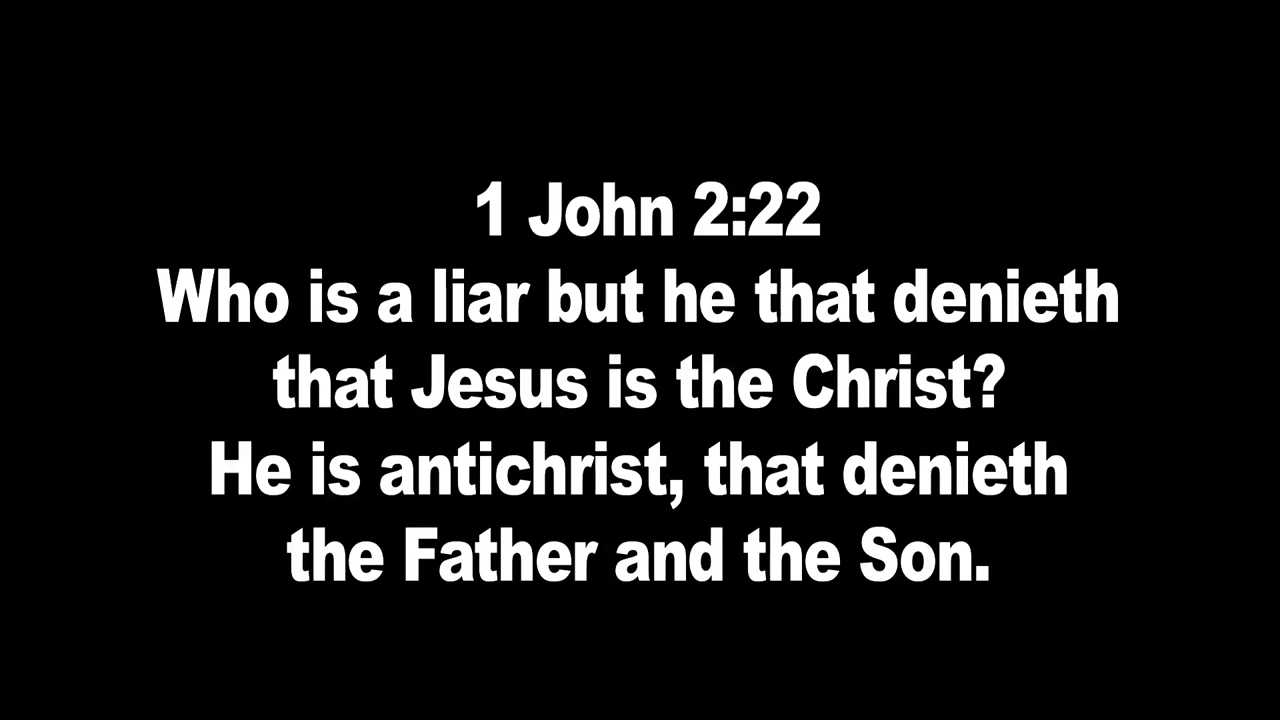 1 John 2:22
Who is a liar but he that denieth
that Jesus is the Christ?
He is antichrist, that denieth
the Father and the Son.